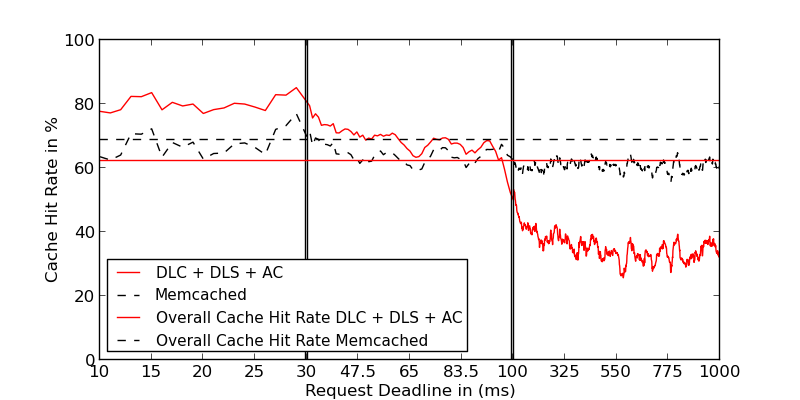 100
80
60
40
20
0
Cache Hit Rate in %
DLC + DLS + AC
Memcached
Overall Cache Hit Rate DLC + DLS + AC
Overall Cache Hit Rate Memcached
10 15 20 25 30 47.5 65 83.5 100 325 550 775 1000
Request Deadline in (ms)